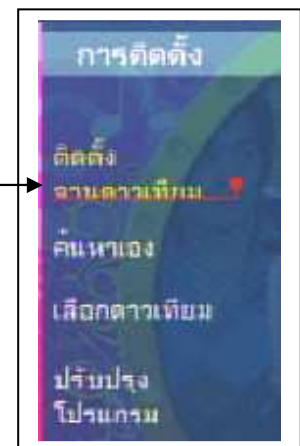 การติดตั้ง
ติดตั้ง
จานดาวเทียม
ค้นหาเอง
เลือกดาวเทียม
ปรับปรุง
โปรแกรม